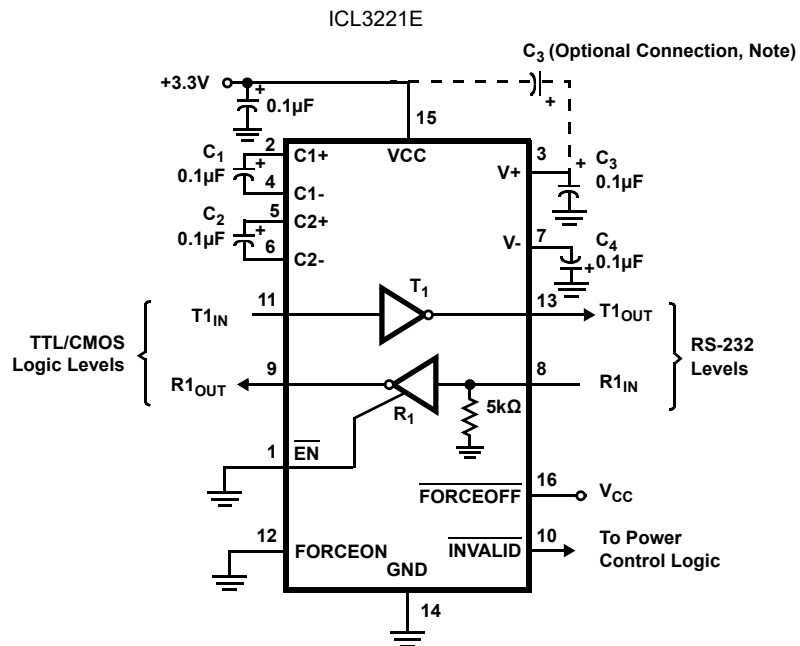 ICL3221E
C3 (Optional Connection, Note)
+3.3V
+
0.1µF
+
15
2
C1+
VCC
3
V+
+
C3
0.1µF
C1
0.1µF
+
4
C1-
5
C2+
C2
0.1µF
+
6
C2-
7
V-
C4
0.1µF
+
T1
11
T1IN
13
T1OUT
TTL/CMOS
Logic Levels
RS-232
Levels
9
R1OUT
R1
5kΩ
8
R1IN
1
EN
16
FORCEOFF
VCC
12
FORCEON
INVALID
10
To Power
Control Logic
GND
14